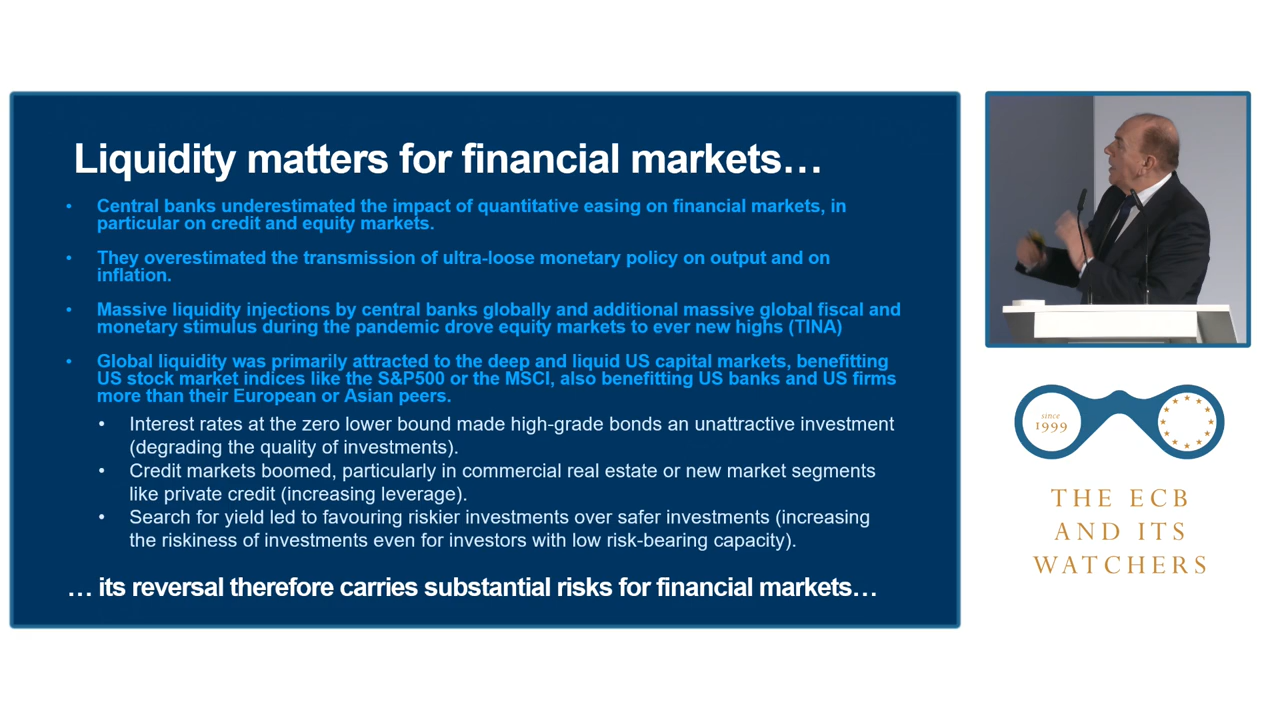 Liquidity matters for financial markets…
• Central banks underestimated the impact of quantitative easing on financial markets, in
particular on credit and equity markets.
• They overestimated the transmission of ultra-loose monetary policy on output and on
inflation.
• Massive liquidity injections by central banks globally and additional massive global fiscal and
monetary stimulus during the pandemic drove equity markets to ever new highs (TINA)
• Global liquidity was primarily attracted to the deep and liquid US capital markets, benefitting
US stock market indices like the S&P500 or the MSCI, also benefitting US banks and US firms
more than their European or Asian peers.
• Interest rates at the zero lower bound made high-grade bonds an unattractive investment
(degrading the quality of investments).
• Credit markets boomed, particularly in commercial real estate or new market segments
like private credit (increasing leverage).
• Search for yield led to favouring riskier investments over safer investments (increasing
the riskiness of investments even for investors with low risk-bearing capacity).
… its reversal therefore carries substantial risks for financial markets…
since
1999
THE ECB
AND ITS
WATCHERS